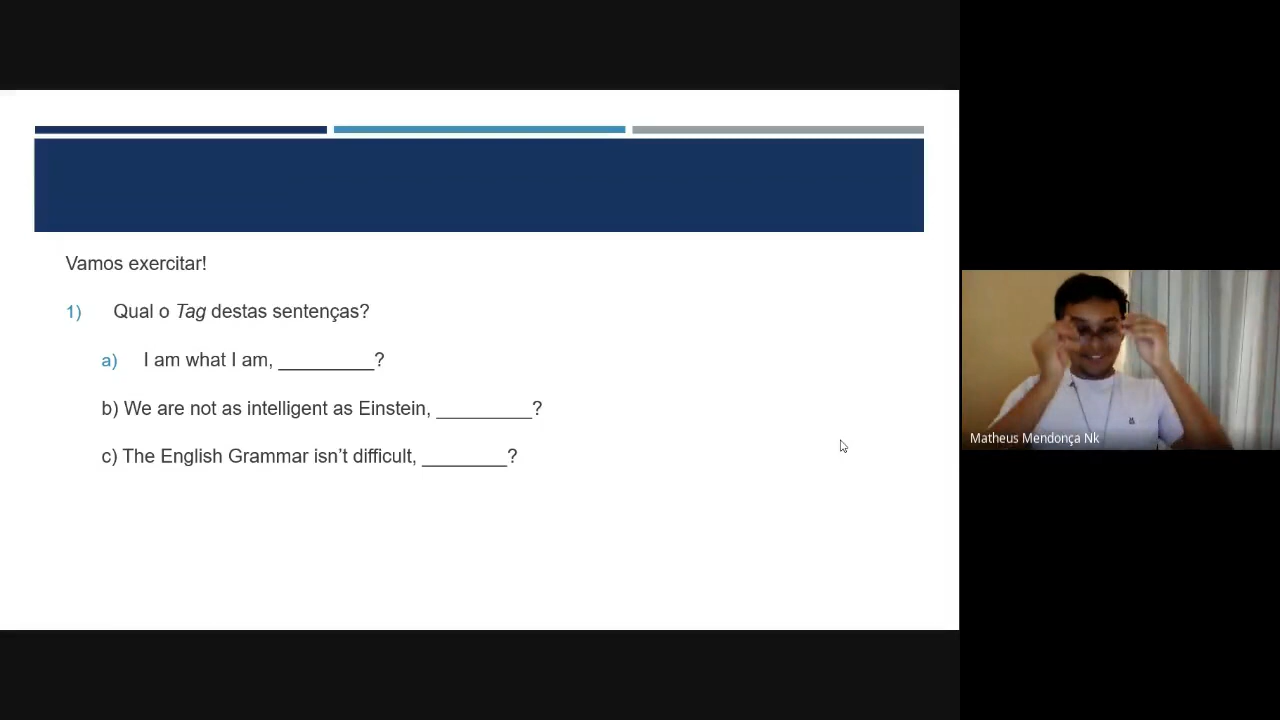 Vamos exercitar!
1) Qual o Tag destas sentenças?
a) I am what I am, _________?
b) We are not as intelligent as Einstein, _________?
c) The English Grammar isn’t difficult, ________?
Matheus Mendonça Nk